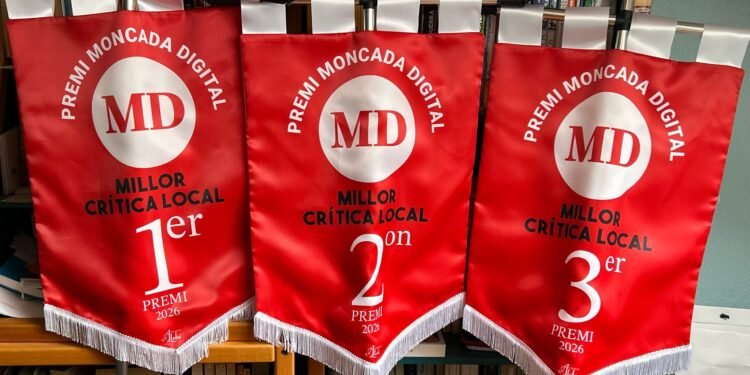 PREMI MONCADA DIGITAL
MD
MILLOR
CRÍTICA LOCAL
1er
PREMI
2026
PREMI MONCADA DIGITAL
MD
MILLOR
CRÍTICA LOCAL
2on
PREMI
2026
PREMI MONCADA DIGITAL
MD
MILLOR
CRÍTICA LOCAL
3er
PREMI
2026